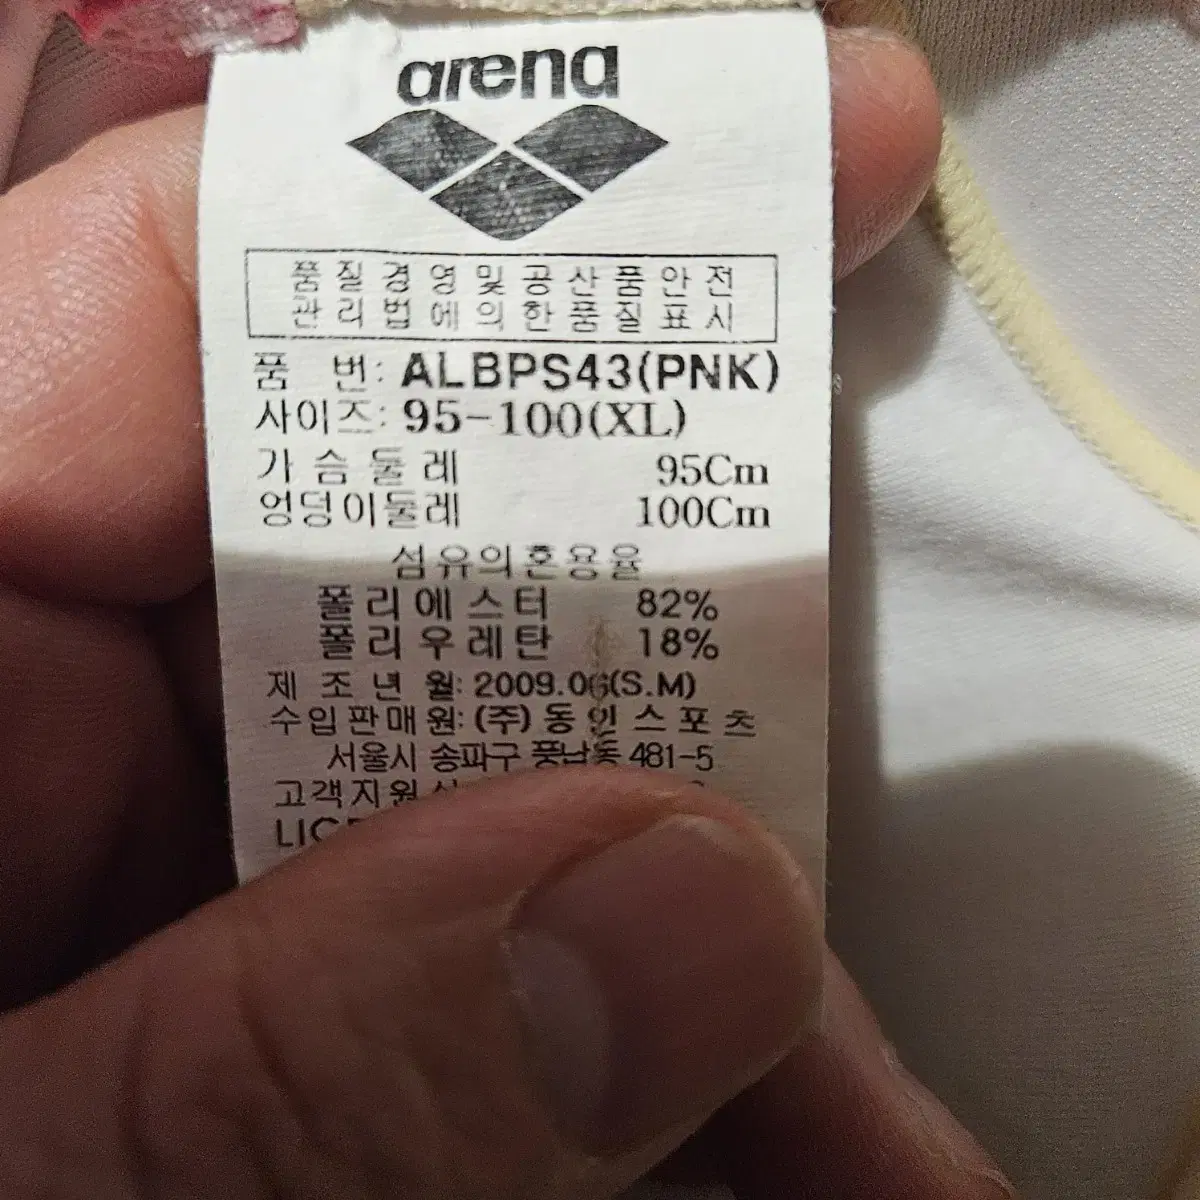 arena
품질경영및공산품안전
관리법에의한품질표시
품 번: ALBPS43(PNK)
사이즈: 95-100(XL)
가슴둘레 95Cm
엉덩이둘레 100Cm
섬유의혼용율
폴리에스터 82%
폴리우레탄 18%
제조년월: 2009.06(S.M)
수입판매원: (주)동인스포츠
서울시 송파구 풍납동 481-5
고객지원